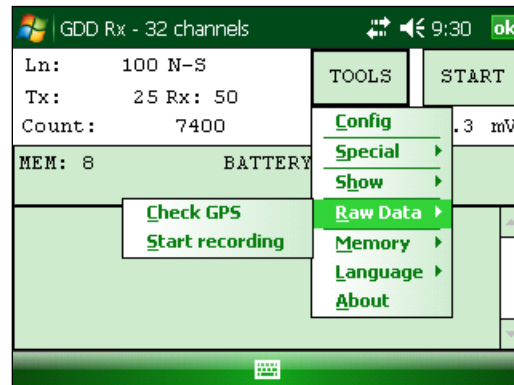 GDD Rx - 32 channels 9:30 ok
Ln: 100 N-S
TOOLS START
Tx: 25 Rx: 50
Count: 7400 .3 mV
MEM: 8 BATTERY
Config
Special
Show
Raw Data
Check GPS
Start recording
Memory
Language
About